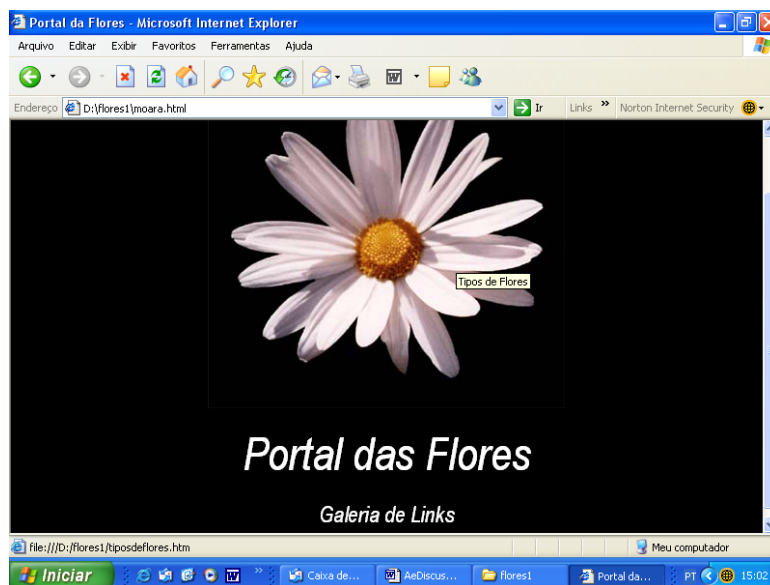 Portal da Flores - Microsoft Internet Explorer
Arquivo Editar Exibir Favoritos Ferramentas Ajuda
Endereço D:\flores1\moara.html Ir Links » Norton Internet Security
Tipos de Flores
Portal das Flores
Galeria de Links
file:///D:/flores1/tiposdeflores.htm Meu computador
Iniciar W » Caixa de... AeDiscus... flores1 Portal da... PT 15:02